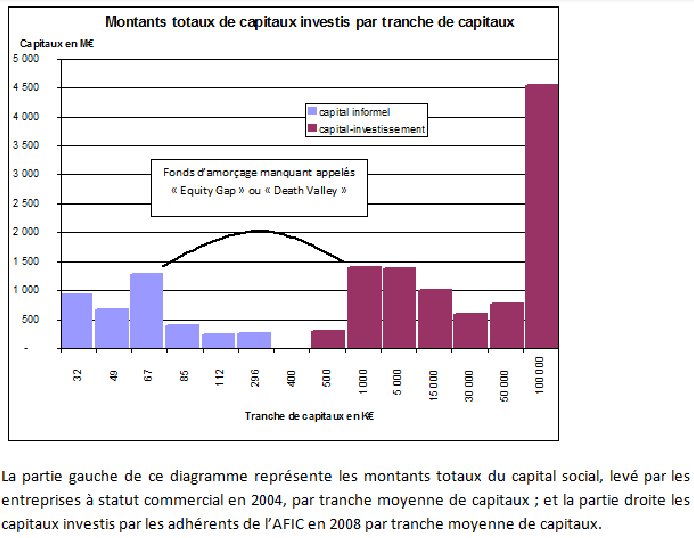 Montants totaux de capitaux investis par tranche de capitaux
Capitaux en M€
5 000
4 500
4 000
3 500
3 000
2 500
2 000
1 500
1 000
500
-
capital informel
capital-investissement
Fonds d'amorçage manquant appelés
« Equity Gap » ou « Death Valley »
32
49
67
85
112
296
400
500
1 000
5 000
15 000
30 000
50 000
100 000
Tranche de capitaux en K€
La partie gauche de ce diagramme représente les montants totaux du capital social, levé par les
entreprises à statut commercial en 2004, par tranche moyenne de capitaux ; et la partie droite les
capitaux investis par les adhérents de l'AFIC en 2008 par tranche moyenne de capitaux.